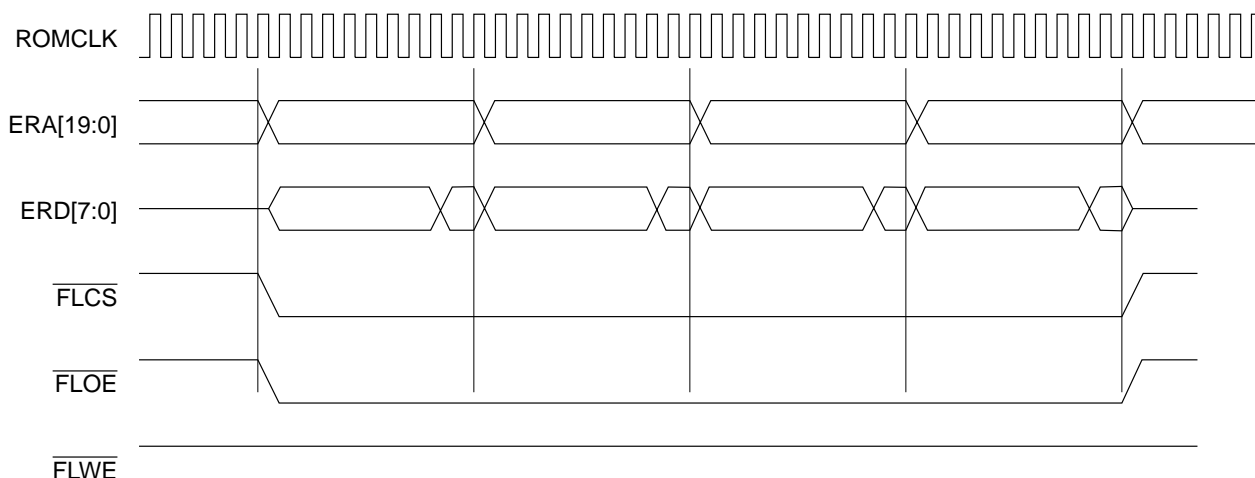 ROMCLK
ERA[19:0]
ERD[7:0]
FLCS
FLOE
FLWE